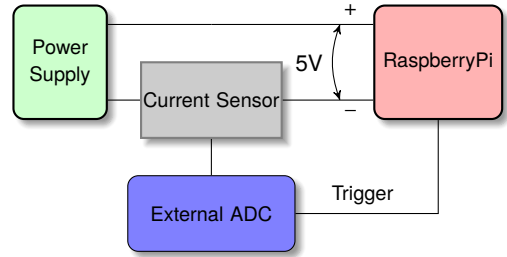 +
Power
Supply
5V
RaspberryPi
Current Sensor
−
External ADC
Trigger